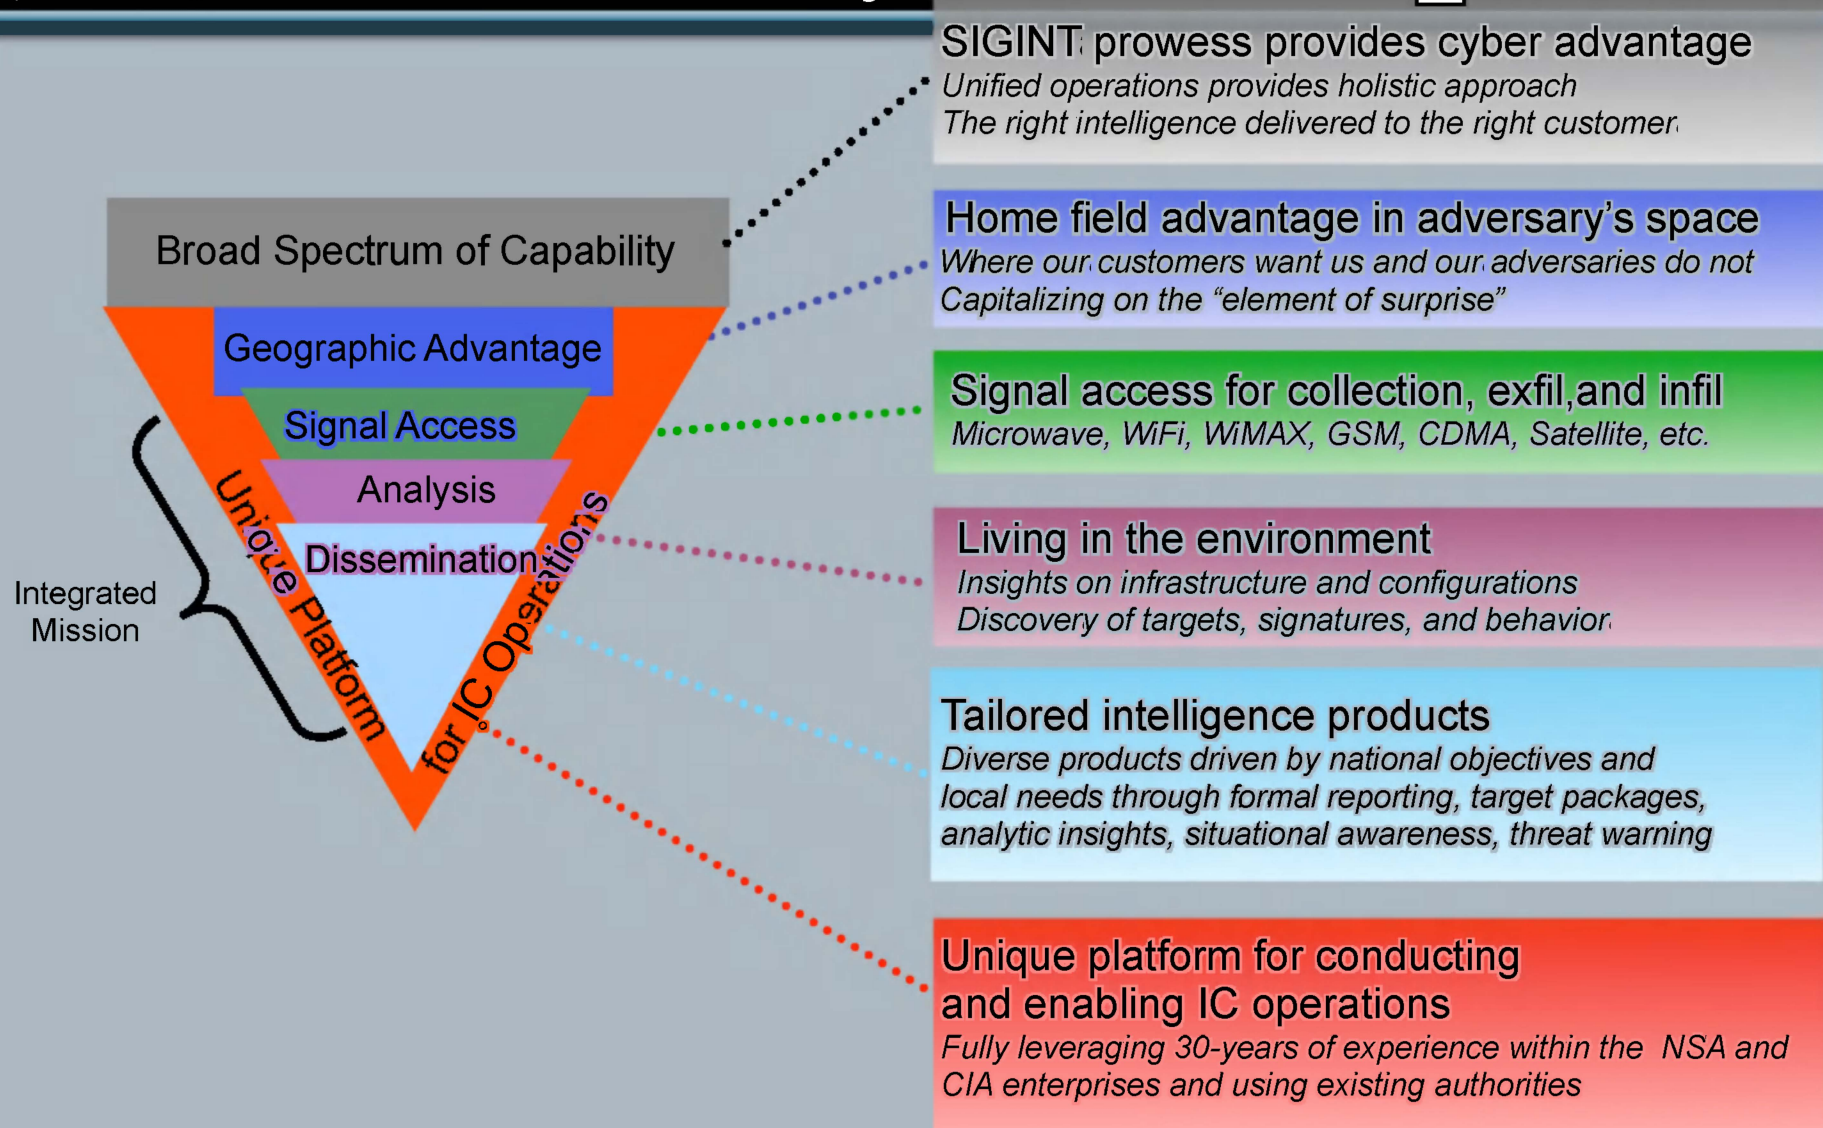 SIGINT prowess provides cyber advantage
Unified operations provides holistic approach
The right intelligence delivered to the right customer
Broad Spectrum of Capability
Home field advantage in adversary’s space
Where our customers want us and our adversaries do not
Capitalizing on the “element of surprise”
Geographic Advantage
Signal Access
Signal access for collection, exfil,and infil
Microwave, WiFi, WiMAX, GSM, CDMA, Satellite, etc.
Analysis
Dissemination
Unique Platform
for IC Operations
Integrated
Mission
Living in the environment
Insights on infrastructure and configurations
Discovery of targets, signatures, and behavior
Tailored intelligence products
Diverse products driven by national objectives and
local needs through formal reporting, target packages,
analytic insights, situational awareness, threat warning
Unique platform for conducting
and enabling IC operations
Fully leveraging 30-years of experience within the NSA and
CIA enterprises and using existing authorities